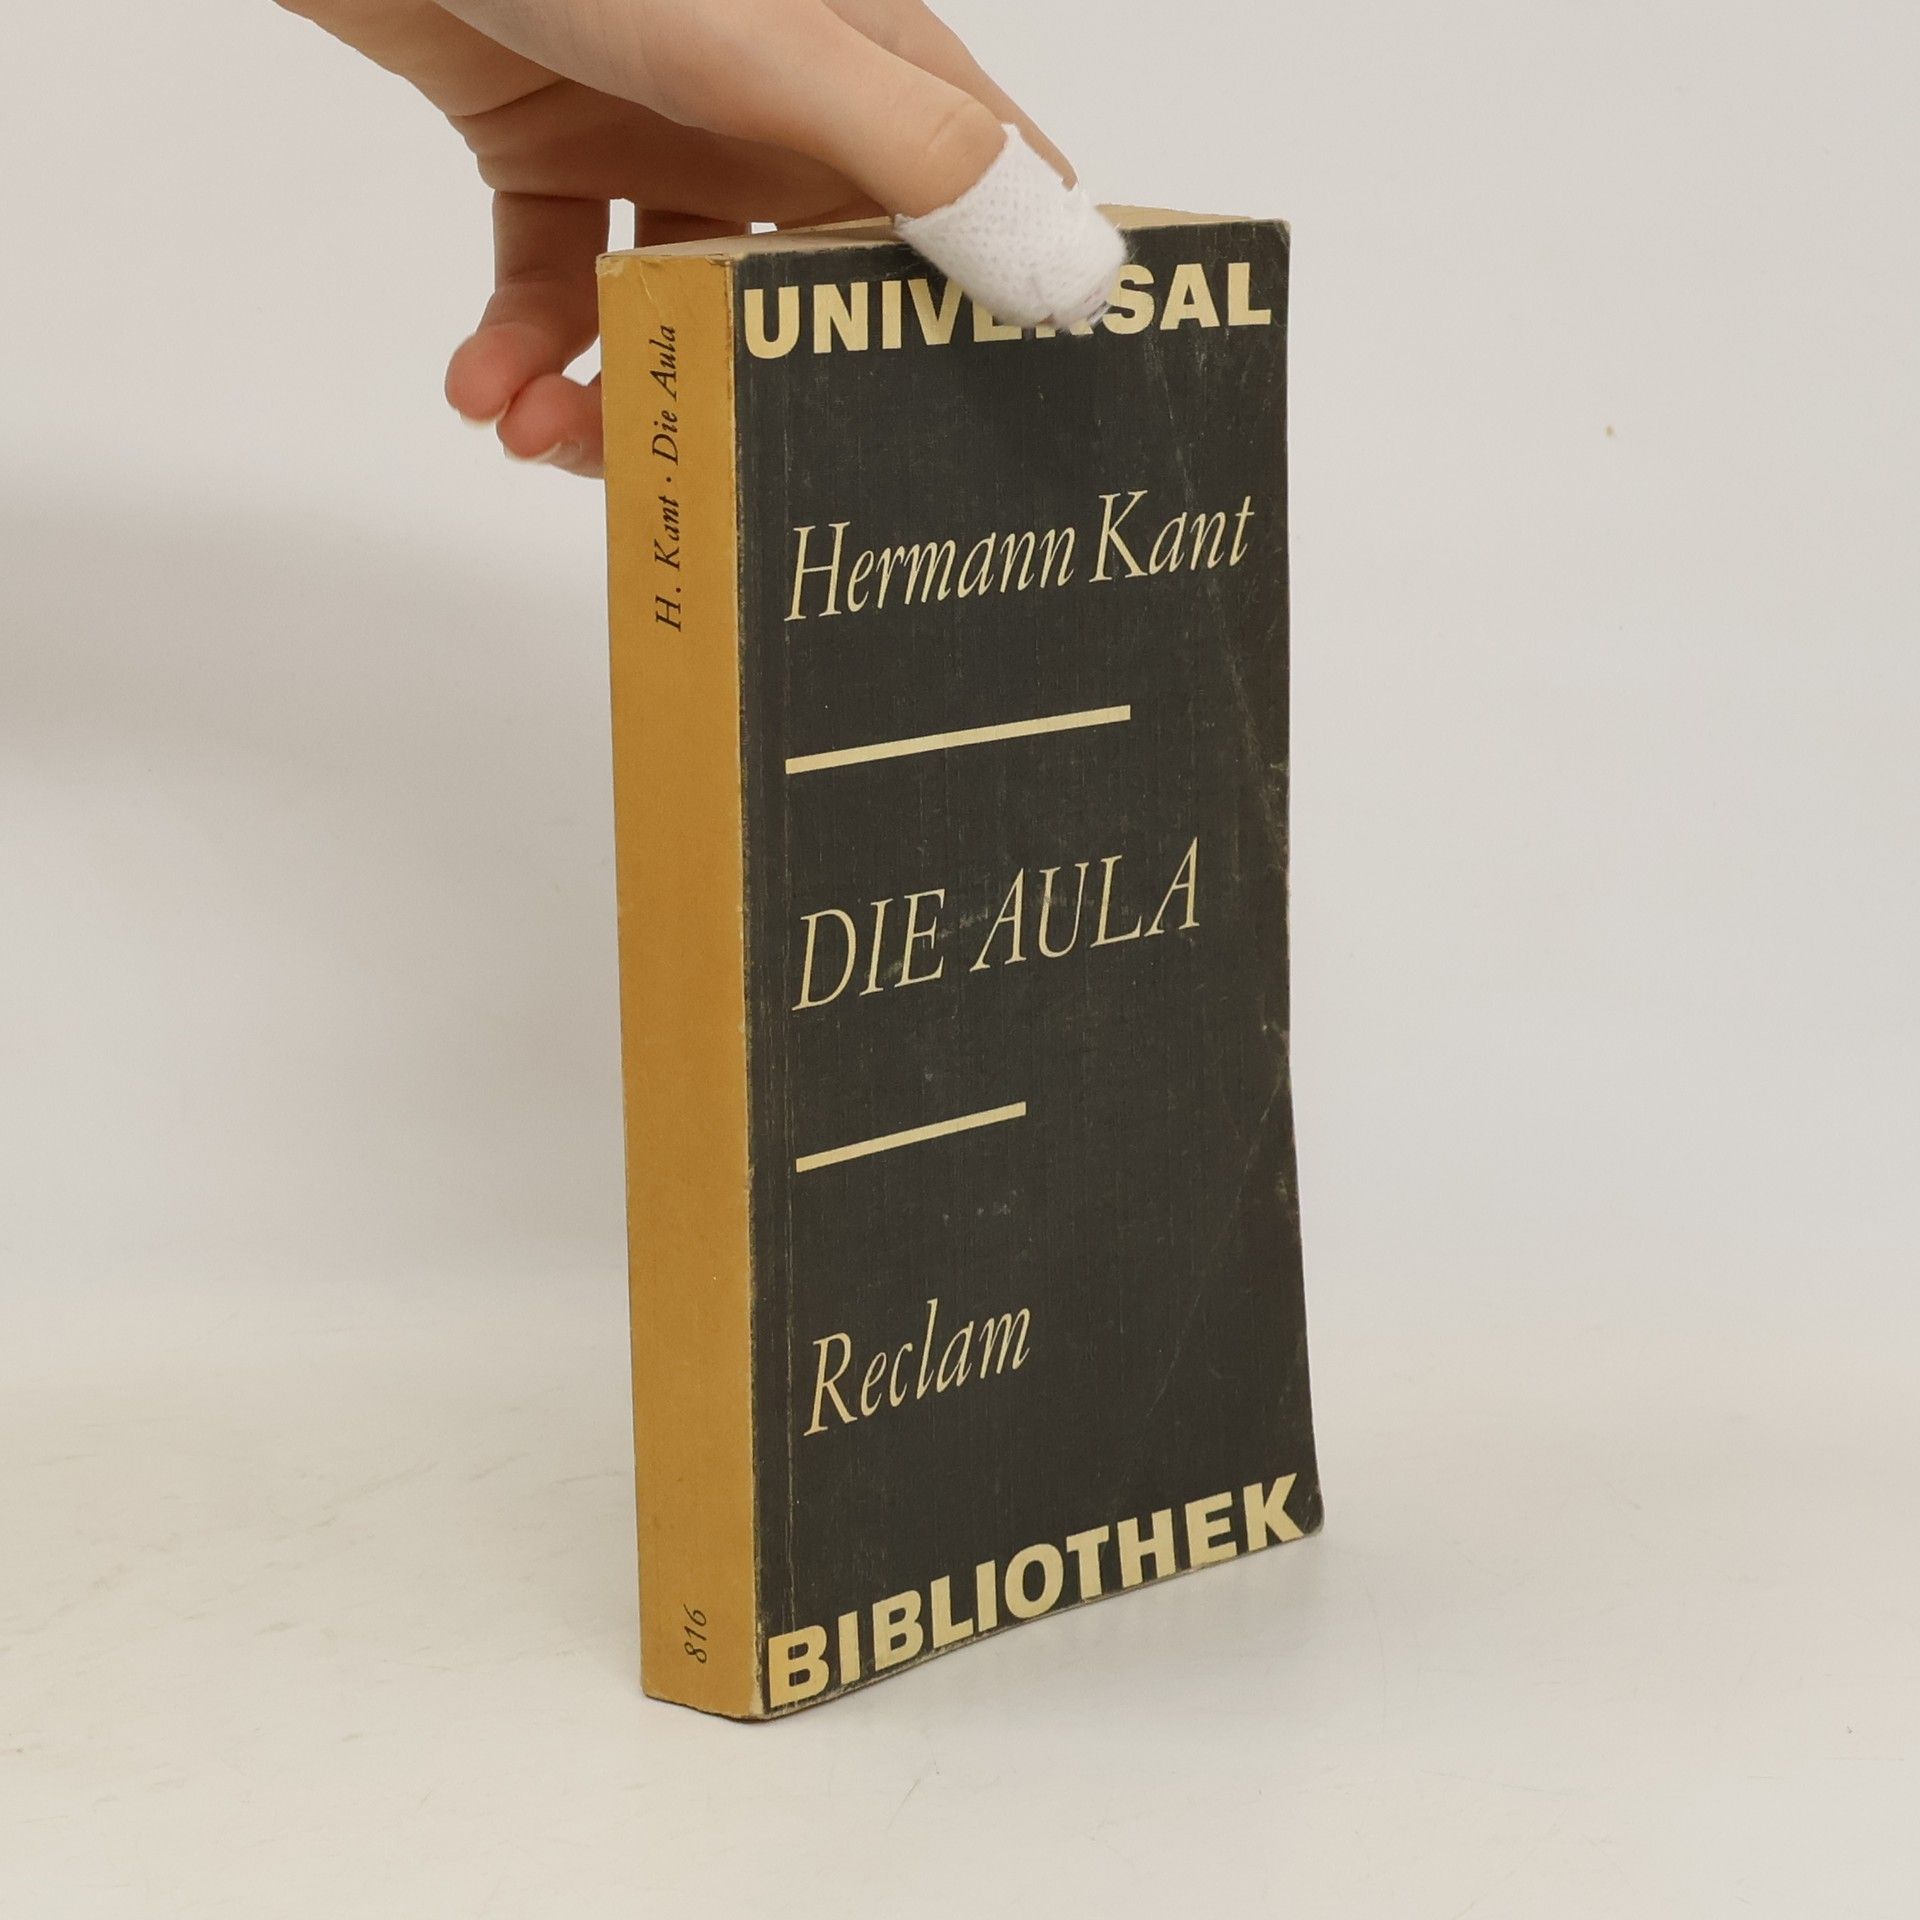 H. Kant · Die Aula
816
UNIVERSAL
Hermann Kant
DIE AULA
Reclam
BIBLIOTHEK